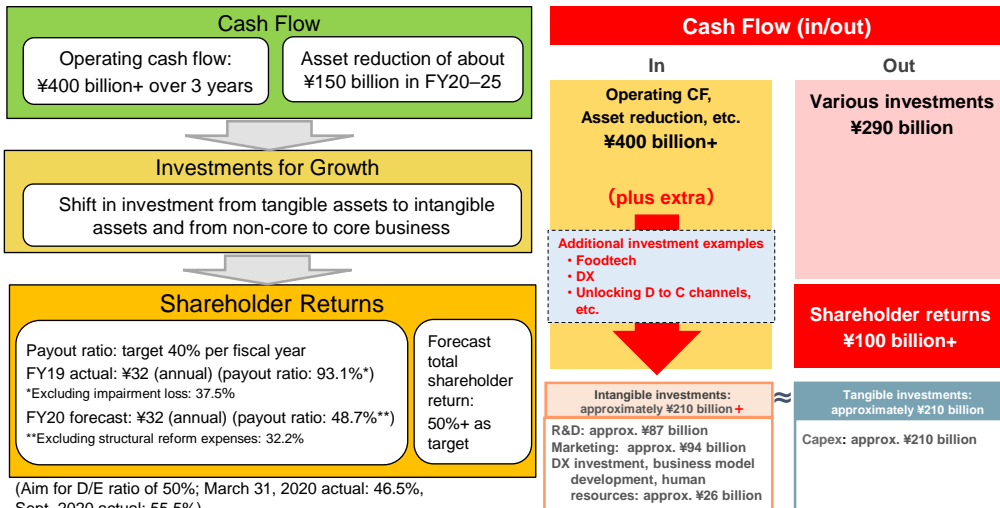 Cash Flow
Operating cash flow:
¥400 billion+ over 3 years
Asset reduction of about
¥150 billion in FY20–25
Investments for Growth
Shift in investment from tangible assets to intangible
assets and from non-core to core business
Shareholder Returns
Payout ratio: target 40% per fiscal year
FY19 actual: ¥32 (annual) (payout ratio: 93.1%*)
*Excluding impairment loss: 37.5%
FY20 forecast: ¥32 (annual) (payout ratio: 48.7%**)
**Excluding structural reform expenses: 32.2%
Forecast
total
shareholder
return:
50%+ as
target
(Aim for D/E ratio of 50%; March 31, 2020 actual: 46.5%,
Sept. 2020 actual: 55.5%)
Cash Flow (in/out)
In
Out
Operating CF,
Asset reduction, etc.
¥400 billion+
(plus extra)
Additional investment examples
・Foodtech
・DX
・Unlocking D to C channels,
etc.
Various investments
¥290 billion
Shareholder returns
¥100 billion+
Intangible investments:
approximately ¥210 billion+
≈
Tangible investments:
approximately ¥210 billion
R&D: approx. ¥87 billion
Marketing: approx. ¥94 billion
DX investment, business model
development, human
resources: approx. ¥26 billion
Capex: approx. ¥210 billion